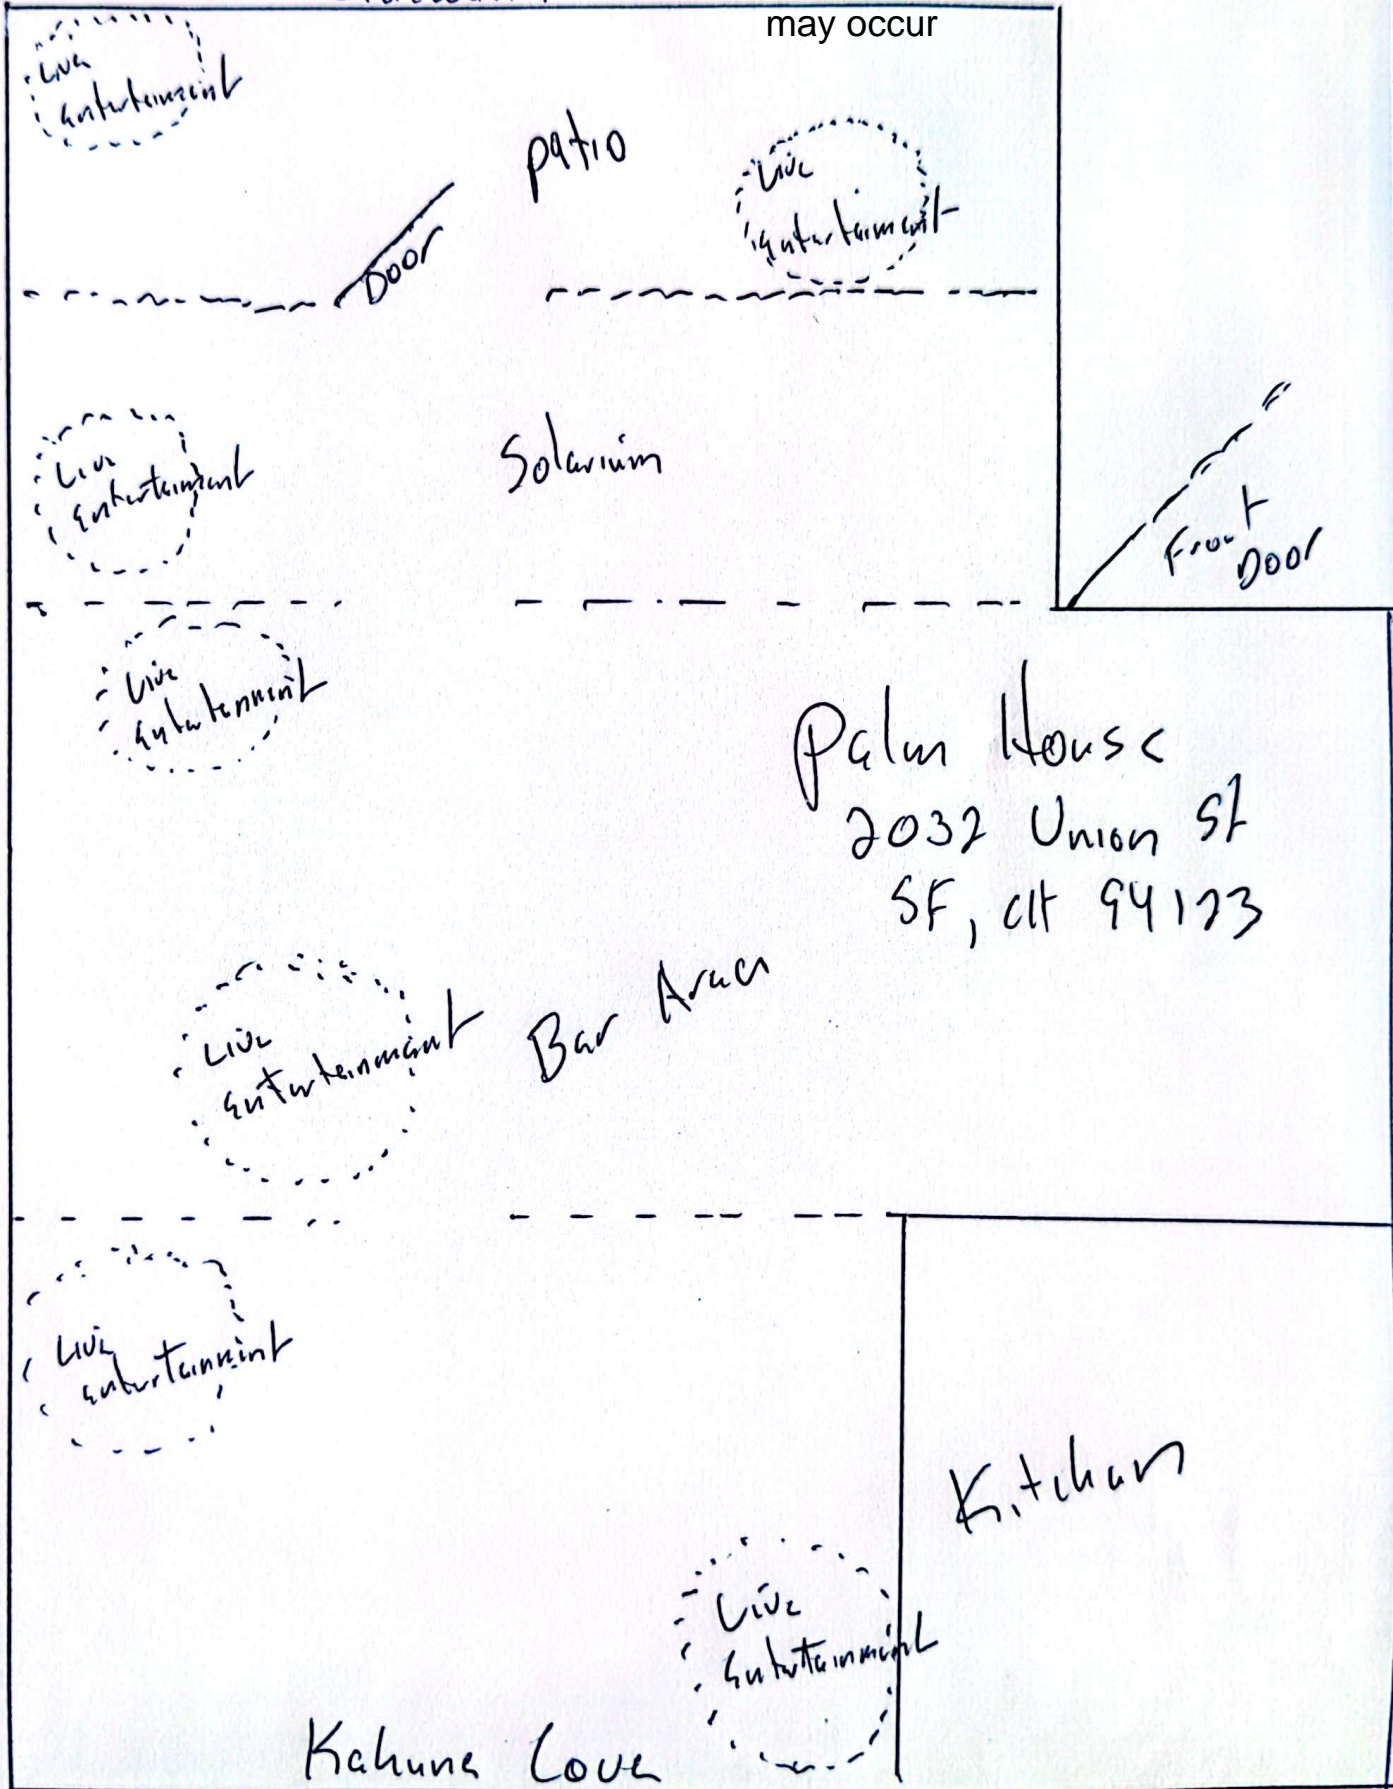 may occur
Live
entertainment
patio
Live
entertainment
Door
Live
entertainment
Solarium
Front
Door
Live
entertainment
Palm House
2032 Union St
SF, CA 94123
Live
entertainment
Bar Area
Live
entertainment
Kitchen
Live
entertainment
Kahuna Cove